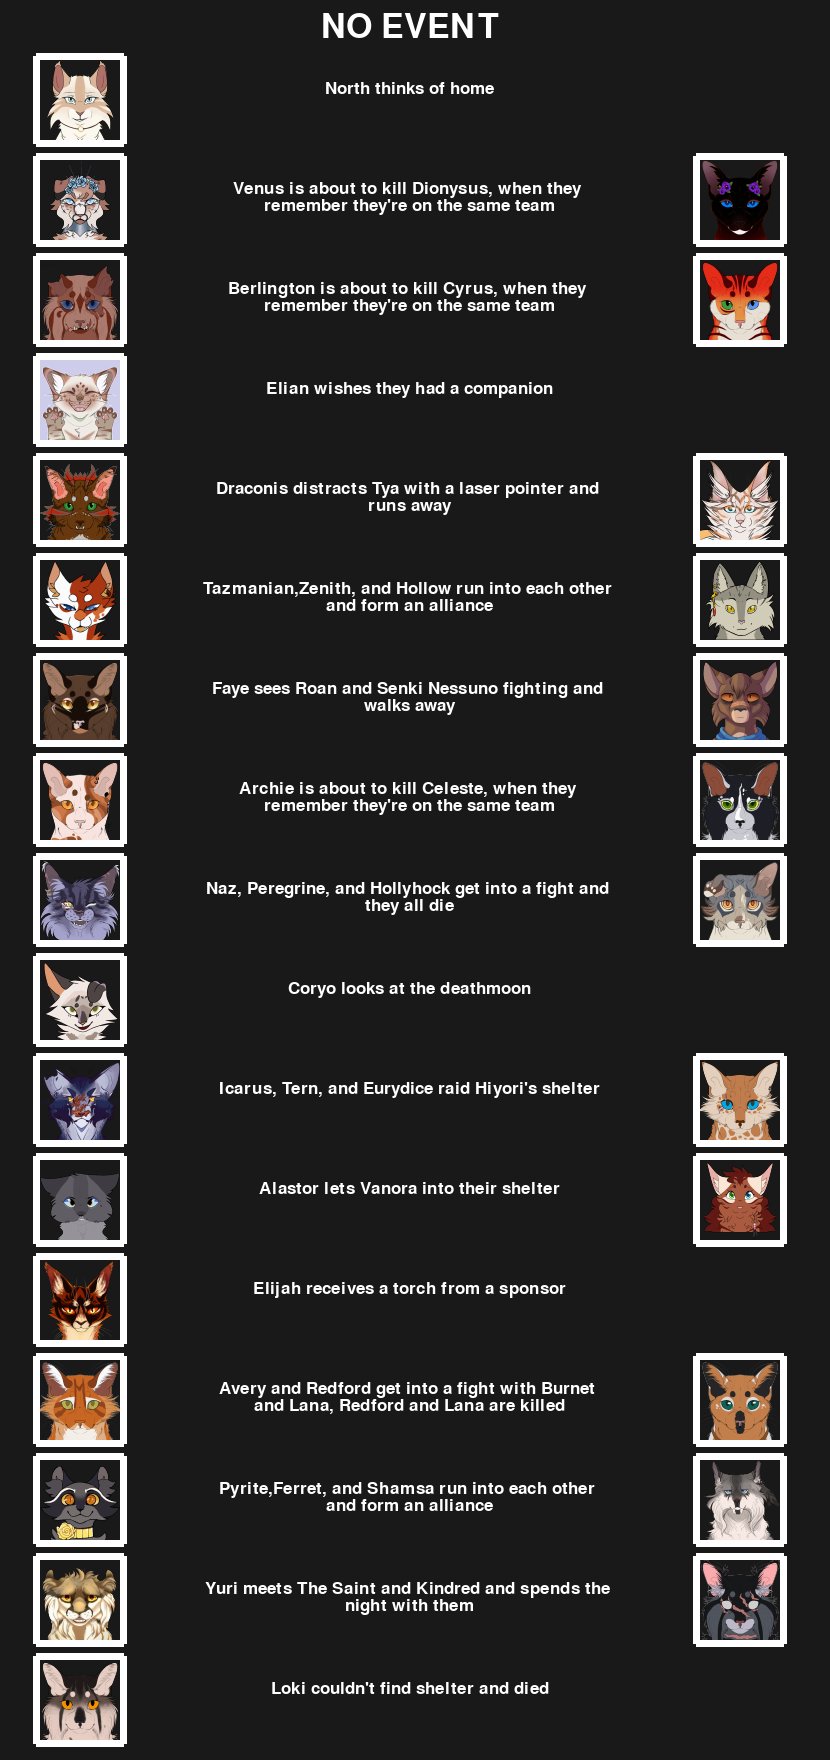 NO EVENT
North thinks of home
Venus is about to kill Dionysus, when they
remember they're on the same team
Berlington is about to kill Cyrus, when they
remember they're on the same team
Elian wishes they had a companion
Draconis distracts Tya with a laser pointer and
runs away
Tazmanian,Zenith, and Hollow run into each other
and form an alliance
Faye sees Roan and Senki Nessuno fighting and
walks away
Archie is about to kill Celeste, when they
remember they're on the same team
Naz, Peregrine, and Hollyhock get into a fight and
they all die
Coryo looks at the deathmoon
Icarus, Tern, and Eurydice raid Hiyori's shelter
Alastor lets Vanora into their shelter
Elijah receives a torch from a sponsor
Avery and Redford get into a fight with Burnet
and Lana, Redford and Lana are killed
Pyrite,Ferret, and Shamsa run into each other
and form an alliance
Yuri meets The Saint and Kindred and spends the
night with them
Loki couldn't find shelter and died